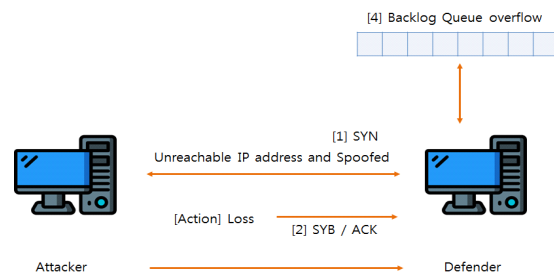 [4] Backlog Queue overflow
[1] SYN
Unreachable IP address and Spoofed
[Action] Loss
[2] SYB / ACK
Attacker
Defender